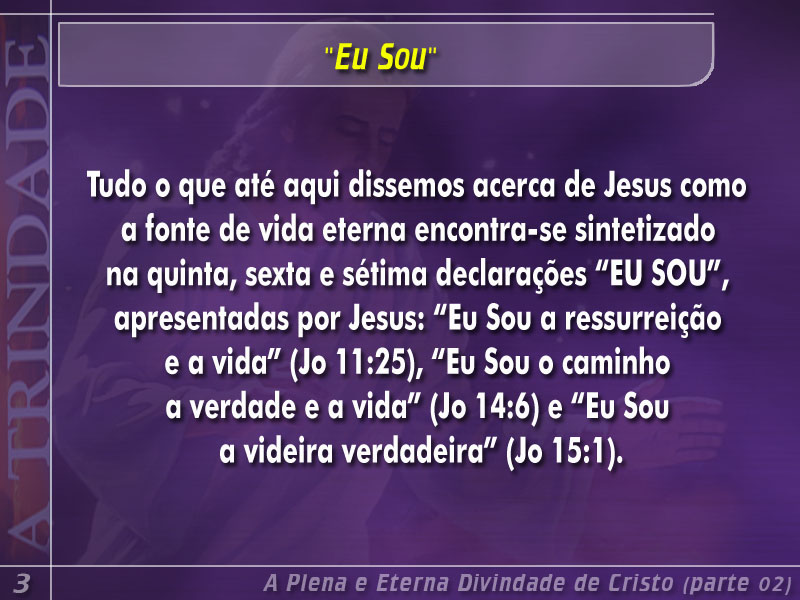 "Eu Sou"
A TRINDADE
Tudo o que até aqui dissemos acerca de Jesus como
a fonte de vida eterna encontra-se sintetizado
na quinta, sexta e sétima declarações “EU SOU”,
apresentadas por Jesus: “Eu Sou a ressurreição
e a vida” (Jo 11:25), “Eu Sou o caminho
a verdade e a vida” (Jo 14:6) e “Eu Sou
a videira verdadeira” (Jo 15:1).
3
A Plena e Eterna Divindade de Cristo (parte 02)